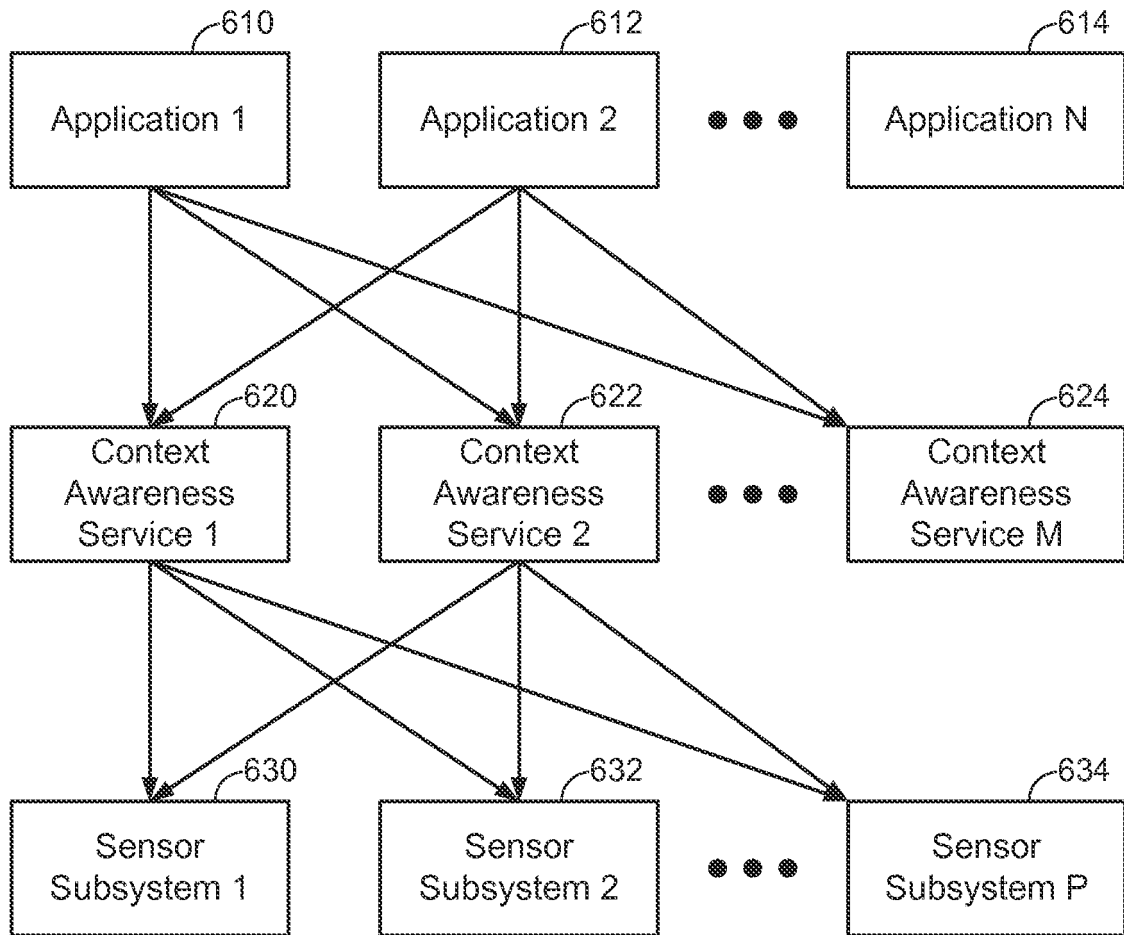 610
612
614
Application 1
Application 2
Application N
620
622
624
Context
Awareness
Service 1
Context
Awareness
Service 2
Context
Awareness
Service M
630
632
634
Sensor
Subsystem 1
Sensor
Subsystem 2
Sensor
Subsystem P